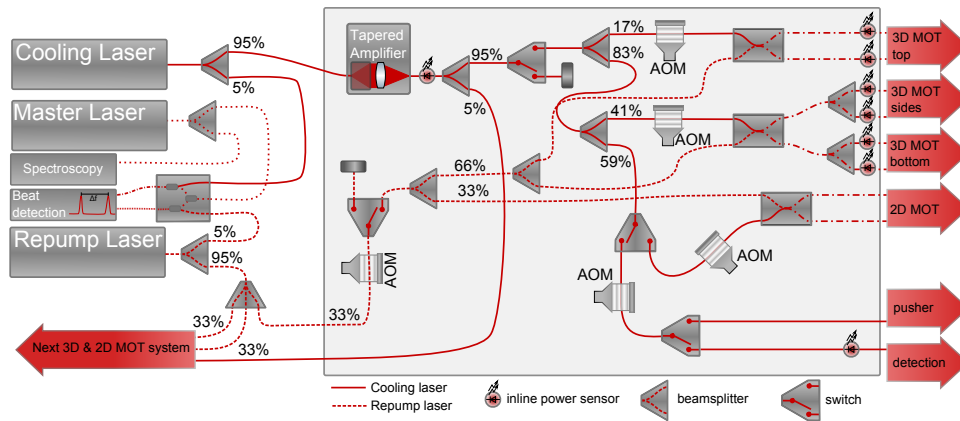 Cooling Laser
95%
5%
Master Laser
Spectroscopy
Beat
detection
Δf
Repump Laser
5%
95%
33%
33%
33%
Next 3D & 2D MOT system
Tapered
Amplifier
95%
5%
17%
83%
AOM
41%
59%
AOM
66%
33%
AOM
AOM
AOM
3D MOT
top
3D MOT
sides
3D MOT
bottom
2D MOT
pusher
detection
Cooling laser
Repump laser
inline power sensor
beamsplitter
switch